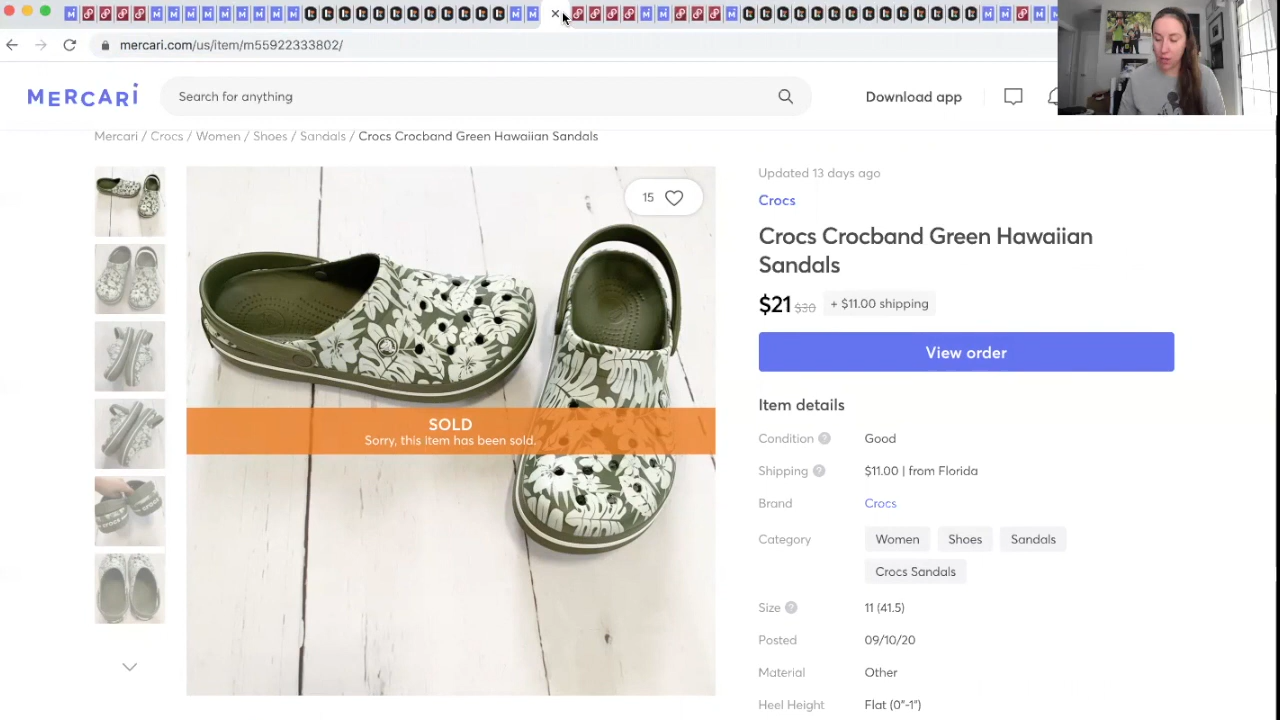 mercari.com/us/item/m55922333802/
MERCARI
Search for anything
Download app
Mercari / Crocs / Women / Shoes / Sandals / Crocs Crocband Green Hawaiian Sandals
15
Updated 13 days ago
Crocs
Crocs Crocband Green Hawaiian
Sandals
$21 $30 + $11.00 shipping
View order
SOLD
Sorry, this item has been sold.
Item details
Condition ? Good
Shipping ? $11.00 | from Florida
Brand Crocs
Category Women Shoes Sandals
Crocs Sandals
Size ? 11 (41.5)
Posted 09/10/20
Material Other
Heel Height Flat (0"-1")